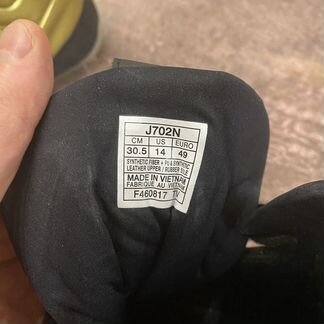 J702N
CM US EURO
30.5 14 49
SYNTHETIC FIBER + PU & SYNTHETIC
LEATHER UPPER / RUBBER SOLE
MADE IN VIETNAM
FABRIQUE AU VIETNAM
F460817